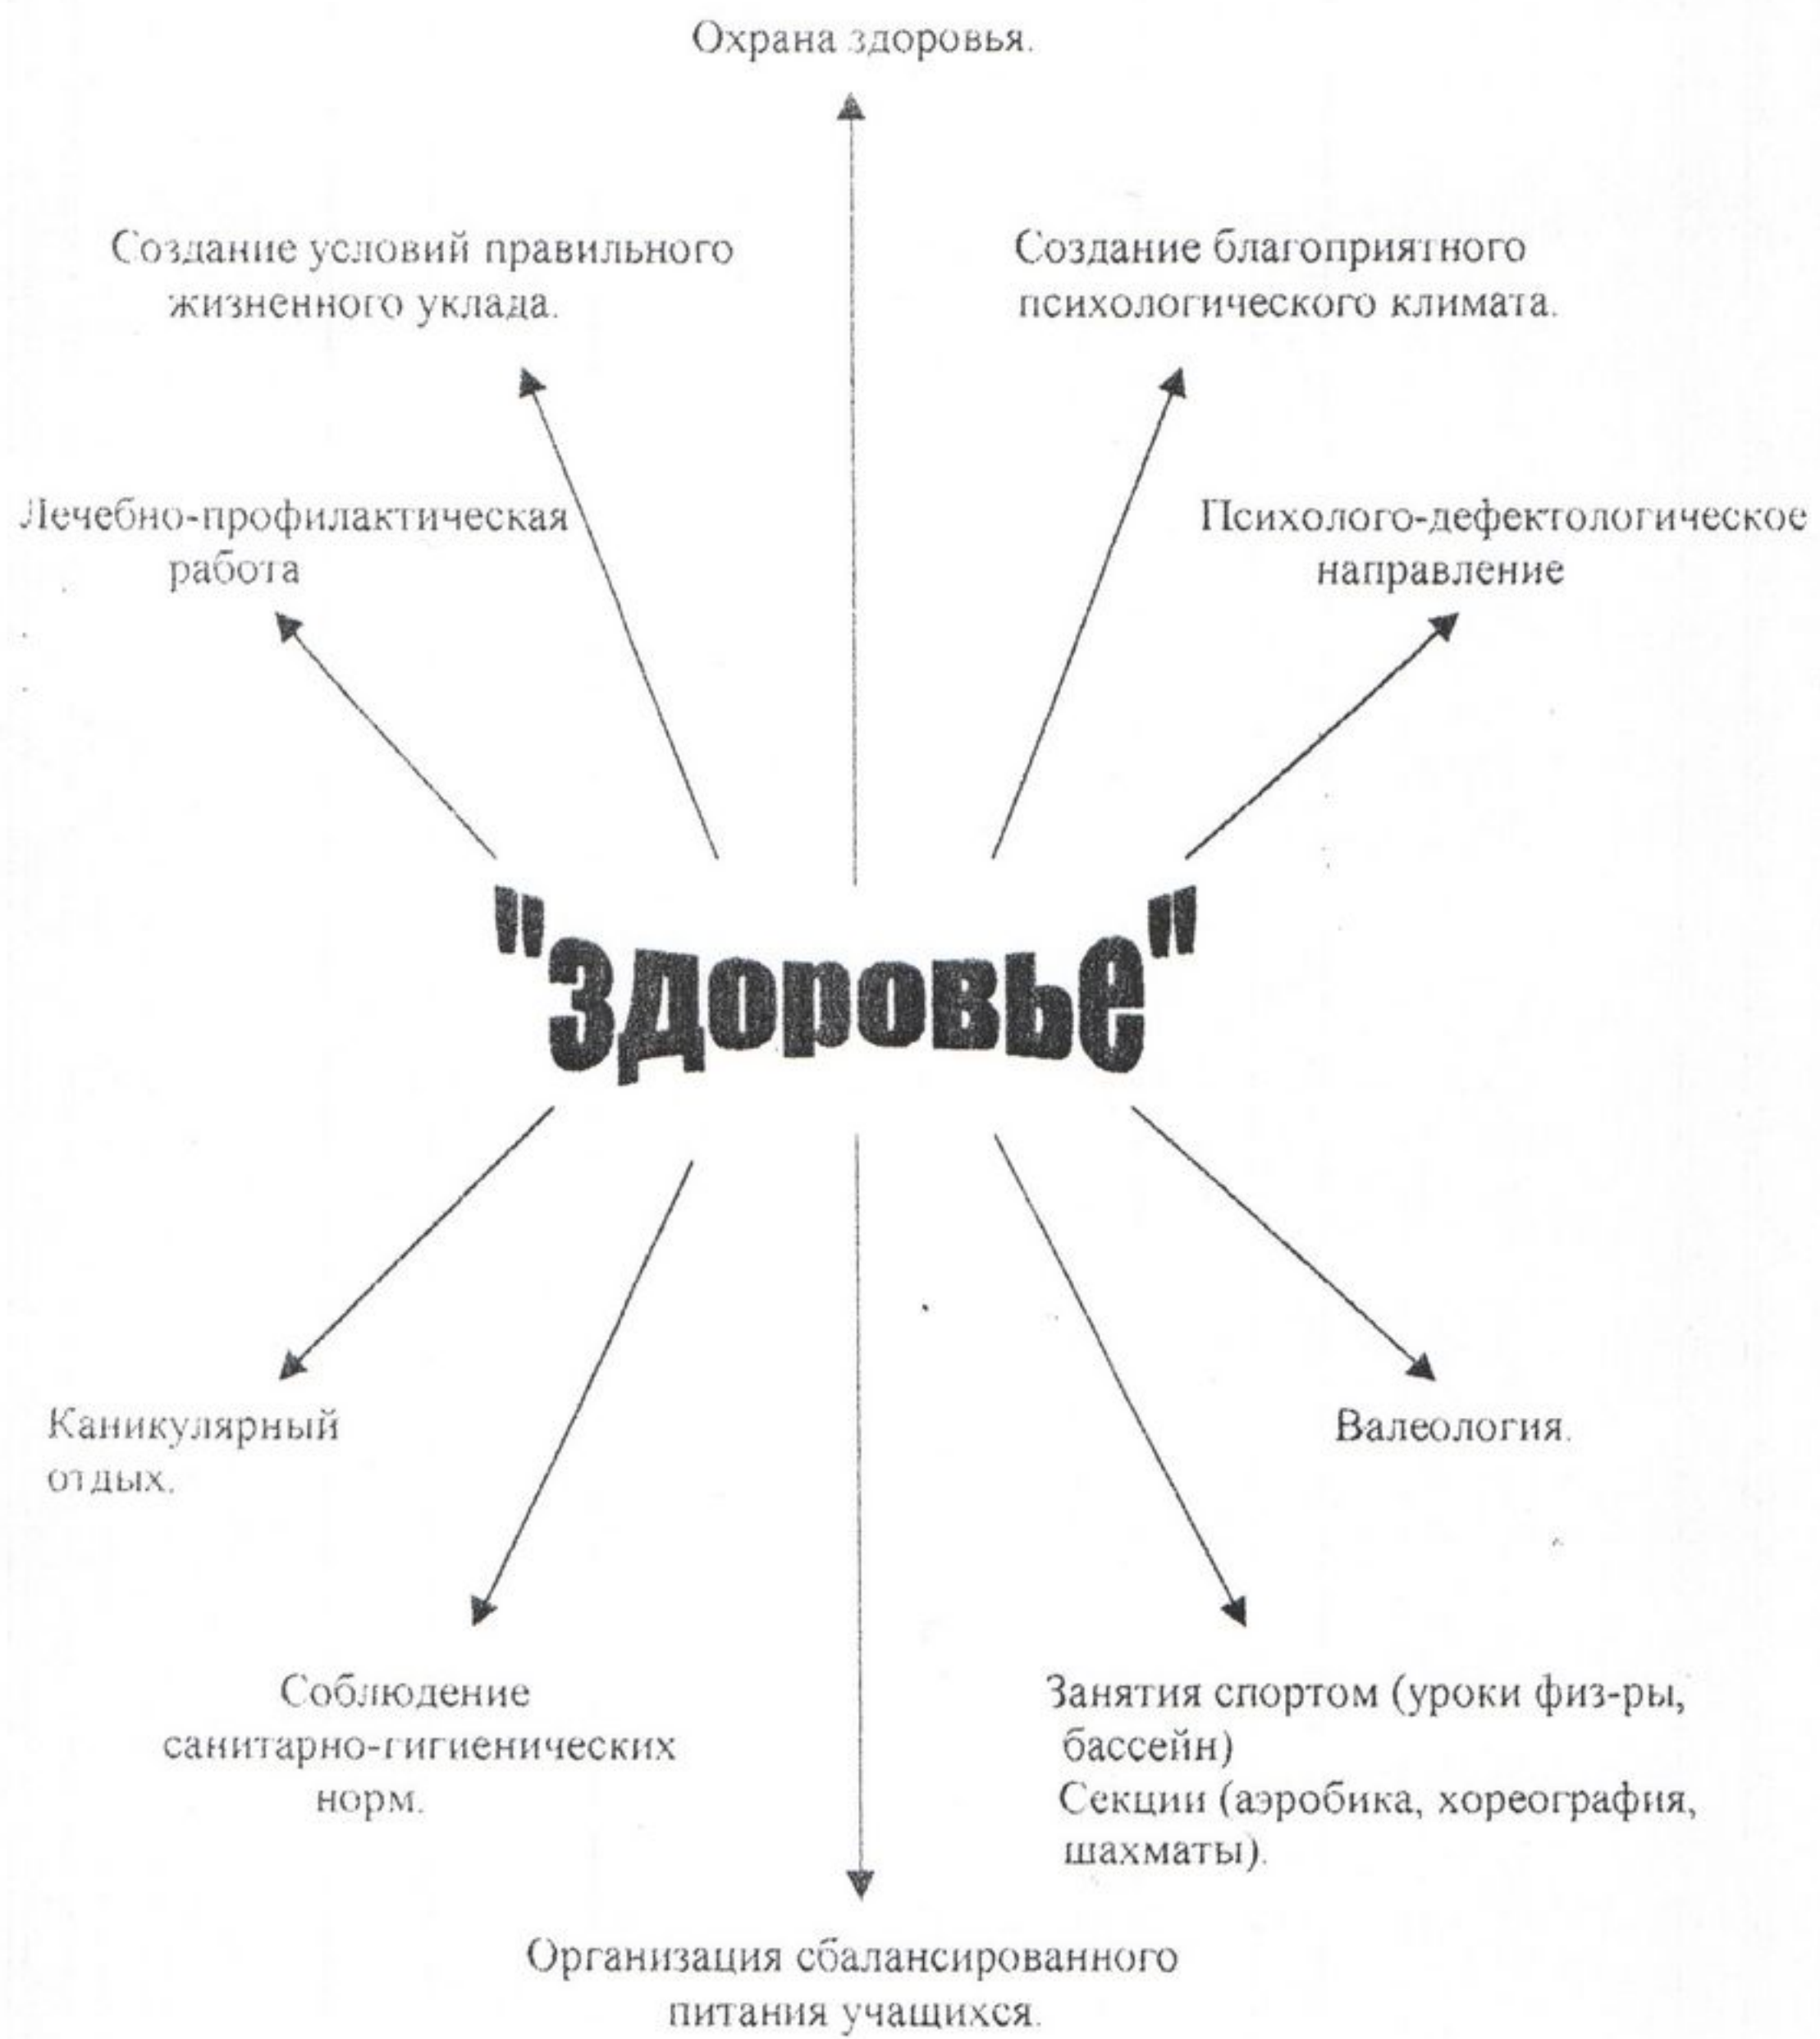 Охрана здоровья.
Создание условий правильного
жизненного уклада.
Создание благоприятного
психологического климата.
Лечебно-профилактическая
работа
Психолого-дефектологическое
направление
"Здоровье"
Каникулярный
отдых.
Валеология.
Соблюдение
санитарно-гигиенических
норм.
Занятия спортом (уроки физ-ры,
бассейн)
Секции (аэробика, хореография,
шахматы).
Организация сбалансированного
питания учащихся.